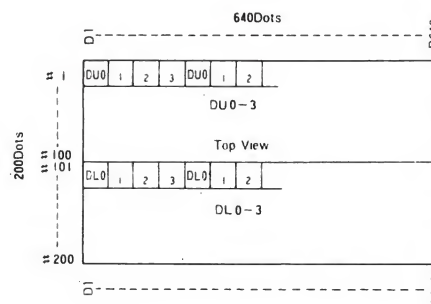 640Dots
D1
# 1 DU0 1 2 3 DU0 1 2
DU0-3
200Dots
Top View
# 100
# 101 DL0 1 2 3 DL0 1 2
DL0-3
# 200
D1